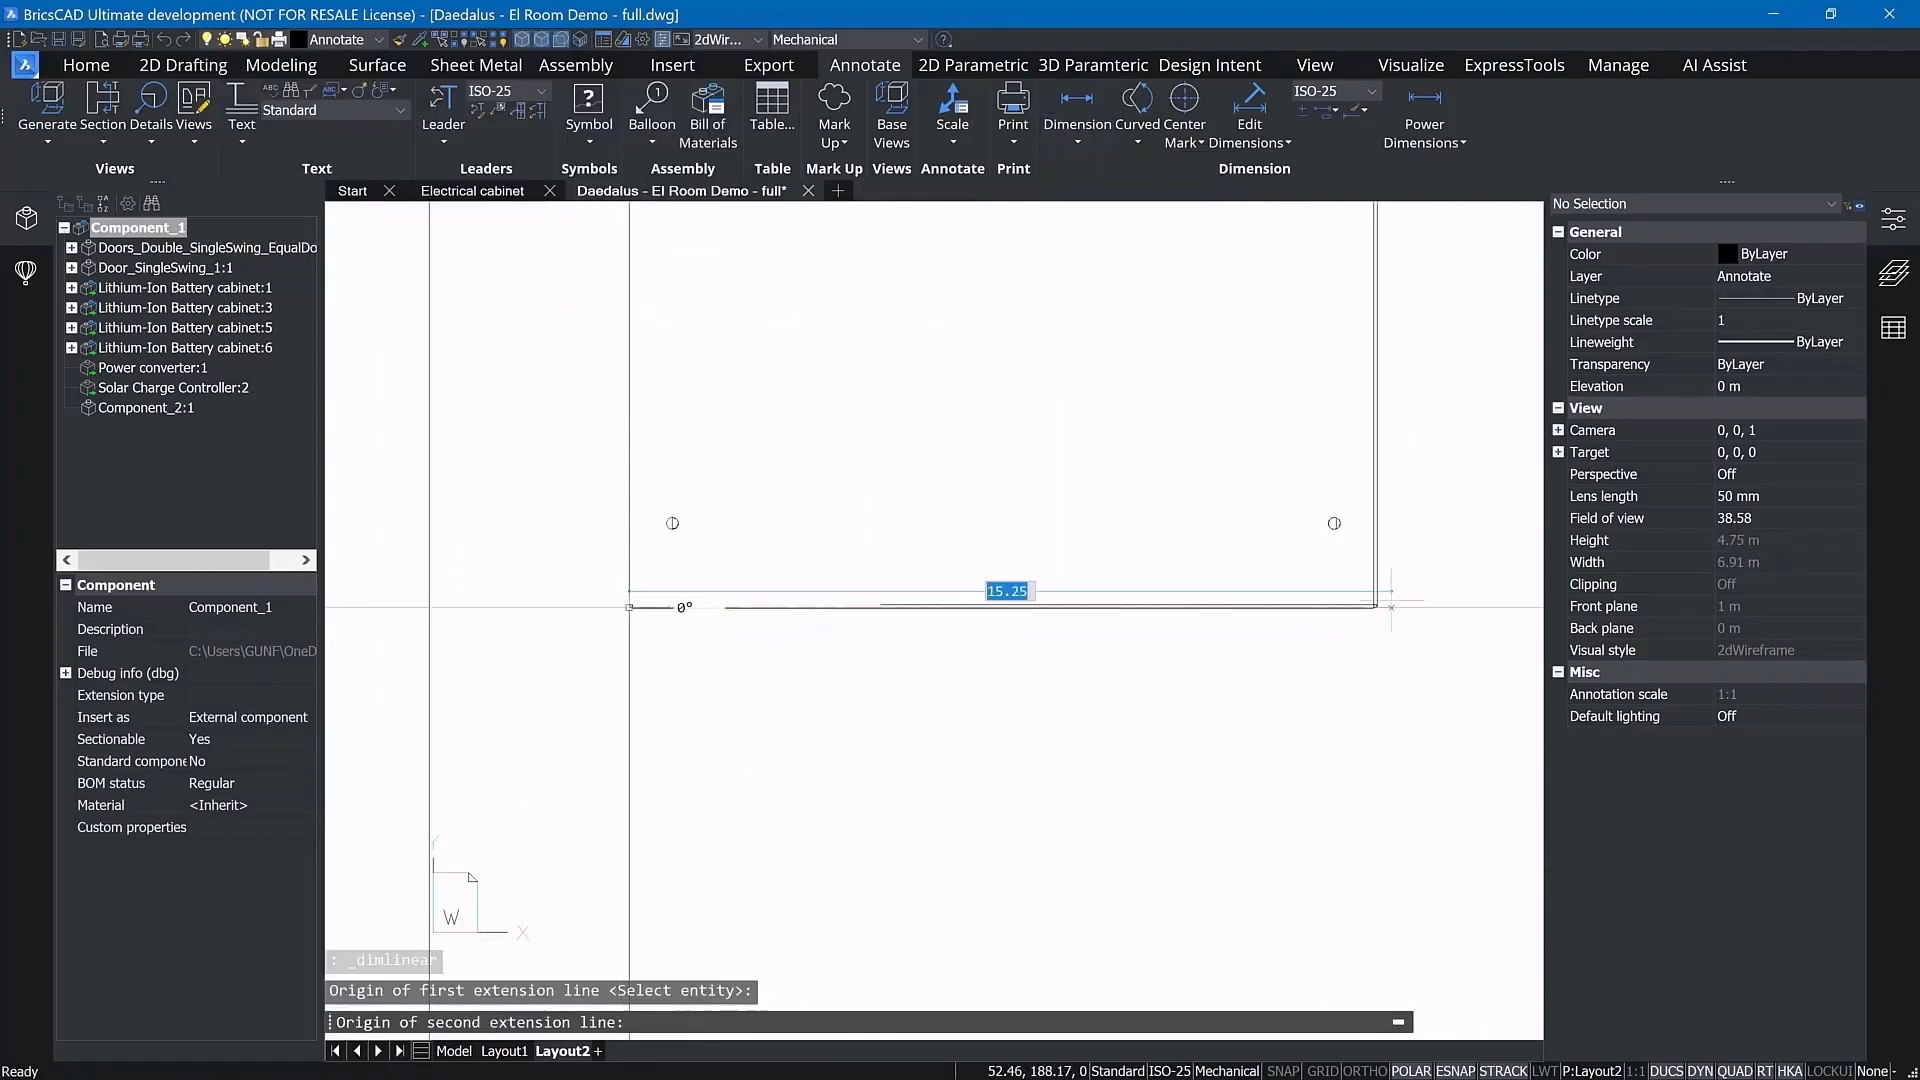 BricsCAD Ultimate development (NOT FOR RESALE License) - [Daedalus - El Room Demo - full.dwg]
Annotate 2dWir... Mechanical
Home 2D Drafting Modeling Surface Sheet Metal Assembly Insert Export Annotate 2D Parametric 3D Paramteric Design Intent View Visualize ExpressTools Manage AI Assist
ISO-25 ISO-25
Standard
Generate Section Details Views Text Leader Symbol Balloon Bill of Materials Table... Mark Up Base Views Scale Print Dimension Curved Center Mark Edit Dimensions Power Dimensions
Views Text Leaders Symbols Assembly Table Mark Up Views Annotate Print Dimension
Start Electrical cabinet Daedalus - El Room Demo - full* +
Component_1
Doors_Double_SingleSwing_EqualDo
Door_SingleSwing_1:1
Lithium-Ion Battery cabinet:1
Lithium-Ion Battery cabinet:3
Lithium-Ion Battery cabinet:5
Lithium-Ion Battery cabinet:6
Power converter:1
Solar Charge Controller:2
Component_2:1
Component
Name Component_1
Description
File C:\Users\GUNF\OneD
Debug info (dbg)
Extension type
Insert as External component
Sectionable Yes
Standard compone No
BOM status Regular
Material <Inherit>
Custom properties
15.25
0°
Y
W
X
: _dimlinear
Origin of first extension line <Select entity>:
Origin of second extension line:
Model Layout1 Layout2 +
No Selection
General
Color ByLayer
Layer Annotate
Linetype ByLayer
Linetype scale 1
Lineweight ByLayer
Transparency ByLayer
Elevation 0 m
View
Camera 0, 0, 1
Target 0, 0, 0
Perspective Off
Lens length 50 mm
Field of view 38.58
Height 4.75 m
Width 6.91 m
Clipping Off
Front plane 1 m
Back plane 0 m
Visual style 2dWireframe
Misc
Annotation scale 1:1
Default lighting Off
Ready 52.46, 188.17, 0 Standard ISO-25 Mechanical SNAP GRID ORTHO POLAR ESNAP STRACK LWT P:Layout2 1:1 DUCS DYN QUAD RT HKA LOCKUI None